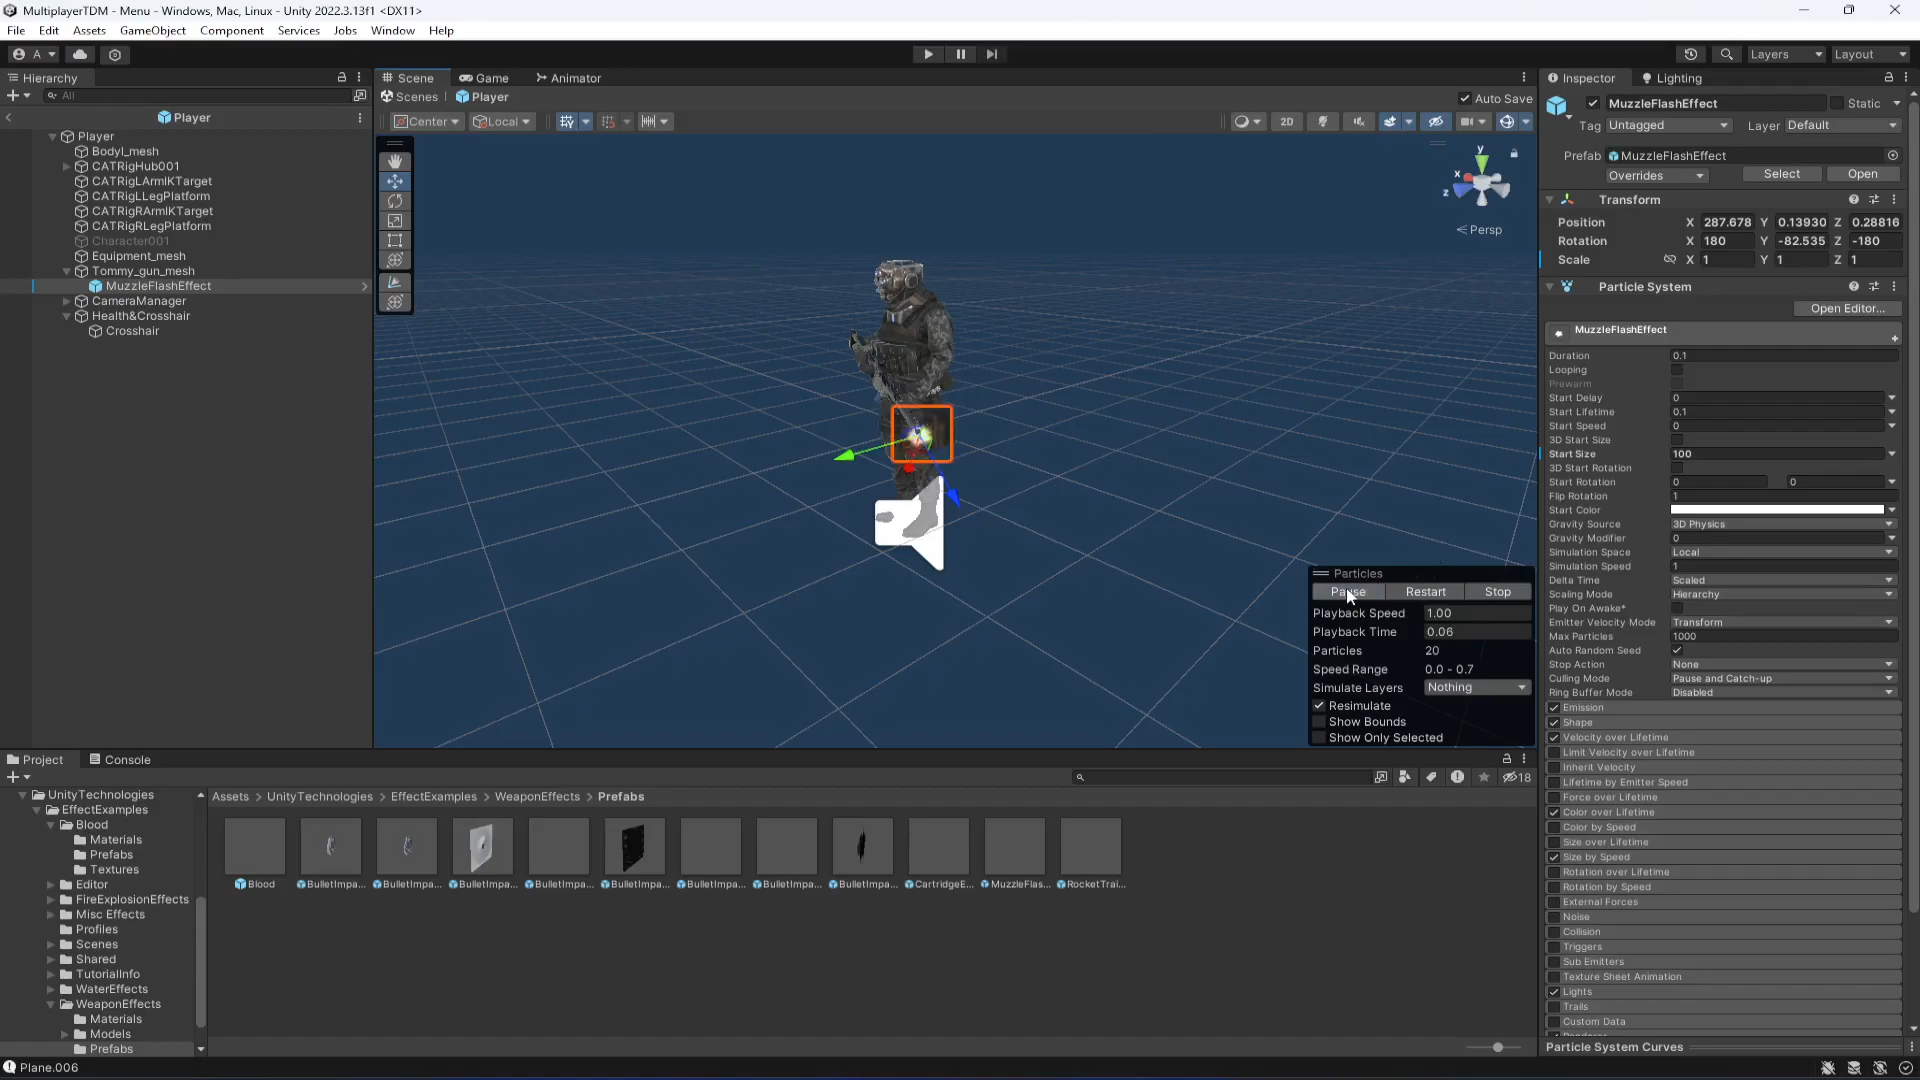 MultiplayerTDM - Menu - Windows, Mac, Linux - Unity 2022.3.13f1 <DX11>
File Edit Assets GameObject Component Services Jobs Window Help
A Layers Layout
Hierarchy Scene Game Animator Inspector Lighting
All
Scenes Player
Auto Save
Player
Center Local 2D
Player
Bodyl_mesh
CATRigHub001
CATRigLArmIKTarget
CATRigLLegPlatform
CATRigRArmIKTarget
CATRigRLegPlatform
Character001
Equipment_mesh
Tommy_gun_mesh
MuzzleFlashEffect
CameraManager
Health&Crosshair
Crosshair
y
x
z
Persp
Particles
Pause Restart Stop
Playback Speed 1.00
Playback Time 0.06
Particles 20
Speed Range 0.0 - 0.7
Simulate Layers Nothing
Resimulate
Show Bounds
Show Only Selected
MuzzleFlashEffect Static
Tag Untagged Layer Default
Prefab MuzzleFlashEffect
Overrides Select Open
Transform
Position X 287.678 Y 0.13930 Z 0.28816
Rotation X 180 Y -82.535 Z -180
Scale X 1 Y 1 Z 1
Particle System
Open Editor...
MuzzleFlashEffect
Duration 0.1
Looping
Prewarm
Start Delay 0
Start Lifetime 0.1
Start Speed 0
3D Start Size
Start Size 100
3D Start Rotation
Start Rotation 0 0
Flip Rotation 1
Start Color
Gravity Source 3D Physics
Gravity Modifier 0
Simulation Space Local
Simulation Speed 1
Delta Time Scaled
Scaling Mode Hierarchy
Play On Awake*
Emitter Velocity Mode Transform
Max Particles 1000
Auto Random Seed
Stop Action None
Culling Mode Pause and Catch-up
Ring Buffer Mode Disabled
Emission
Shape
Velocity over Lifetime
Limit Velocity over Lifetime
Inherit Velocity
Lifetime by Emitter Speed
Force over Lifetime
Color over Lifetime
Color by Speed
Size over Lifetime
Size by Speed
Rotation over Lifetime
Rotation by Speed
External Forces
Noise
Collision
Triggers
Sub Emitters
Texture Sheet Animation
Lights
Trails
Custom Data
Particle System Curves
Project Console
18
UnityTechnologies
EffectExamples
Blood
Materials
Prefabs
Textures
Editor
FireExplosionEffects
Misc Effects
Profiles
Scenes
Shared
TutorialInfo
WaterEffects
WeaponEffects
Materials
Models
Prefabs
Assets > UnityTechnologies > EffectExamples > WeaponEffects > Prefabs
Blood BulletImpa... BulletImpa... BulletImpa... BulletImpa... BulletImpa... BulletImpa... BulletImpa... BulletImpa... CartridgeE... MuzzleFlas... RocketTrai...
Plane.006